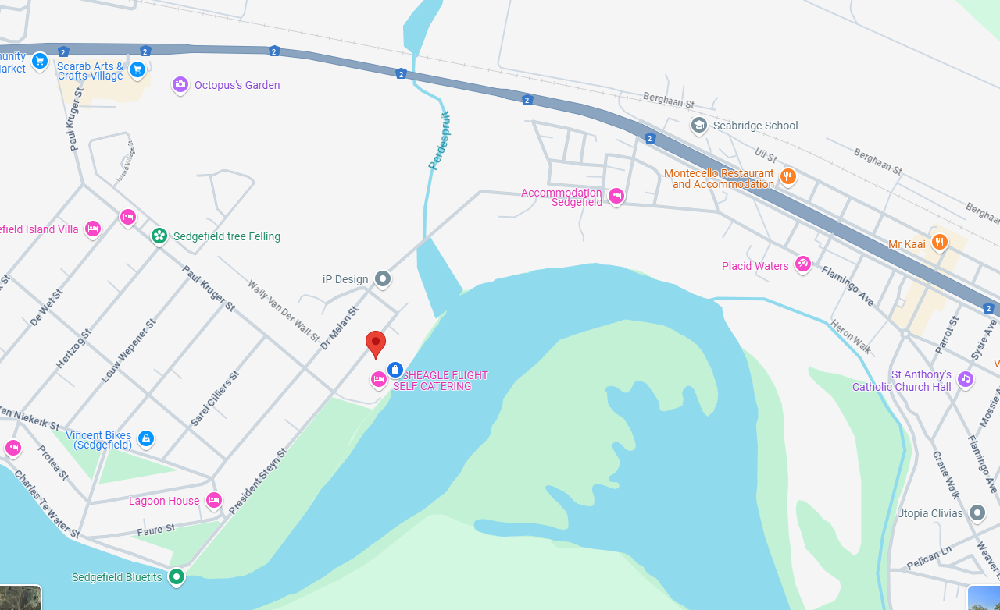 2
2
2
2
2
2
2
Scarab Arts &
Crafts Village
Octopus's Garden
Paul Kruger St
Island Village St
Perdespruit
Berghaan St
Seabridge School
Uil St
Berghaan St
Montecello Restaurant
and Accommodation
Accommodation
Sedgefield
efield Island Villa
Sedgefield tree Felling
Mr Kaai
Placid Waters
Flamingo Ave
iP Design
Paul Kruger St
Wally Van Der Walt St
De Wet St
Hertzog St
Louw Wepener St
Dr Malan St
Heron Walk
Parrot St
Sysie Ave
SHEAGLE FLIGHT
SELF CATERING
St Anthony's
Catholic Church Hall
Sarel Cilliers St
an Niekerk St
Vincent Bikes
(Sedgefield)
Protea St
Charles Te Water St
President Steyn St
Lagoon House
Faure St
Sedgefield Bluetits
Crane Walk
Flamingo Ave
Utopia Clivias
Pelican Ln